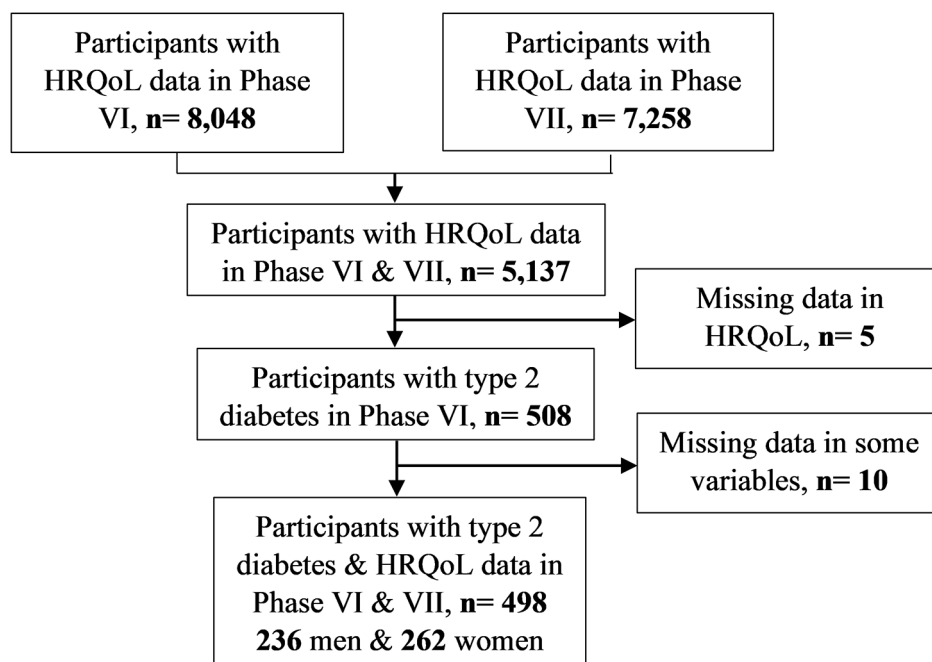 Participants with
HRQoL data in Phase
VI, n= 8,048
Participants with
HRQoL data in Phase
VII, n= 7,258
Participants with HRQoL data
in Phase VI & VII, n= 5,137
Missing data in
HRQoL, n= 5
Participants with type 2
diabetes in Phase VI, n= 508
Missing data in some
variables, n= 10
Participants with type 2
diabetes & HRQoL data in
Phase VI & VII, n= 498
236 men & 262 women